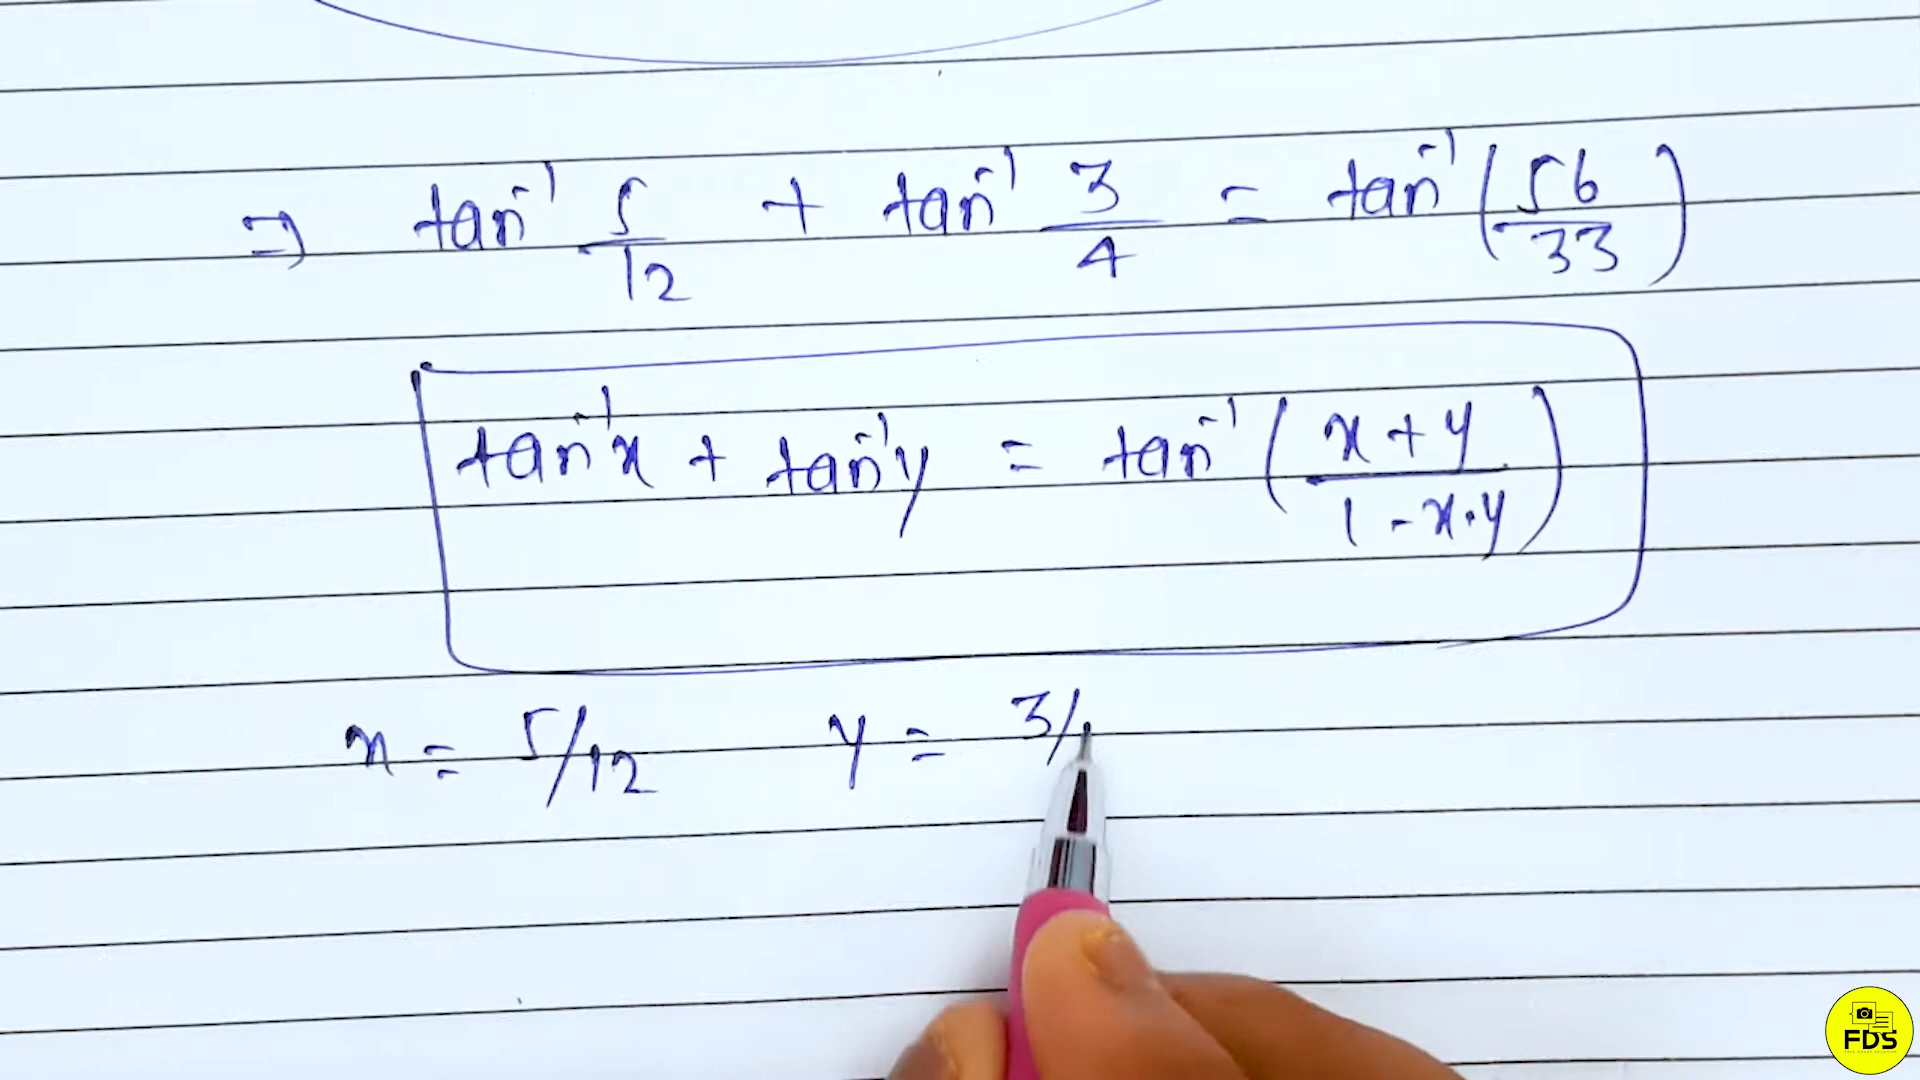 ⇒ tan⁻¹ 5/12 + tan⁻¹ 3/4 = tan⁻¹ (56/33)
tan⁻¹x + tan⁻¹y = tan⁻¹ (x + y / 1 - x.y)
x = 5/12 y = 3/
FDS